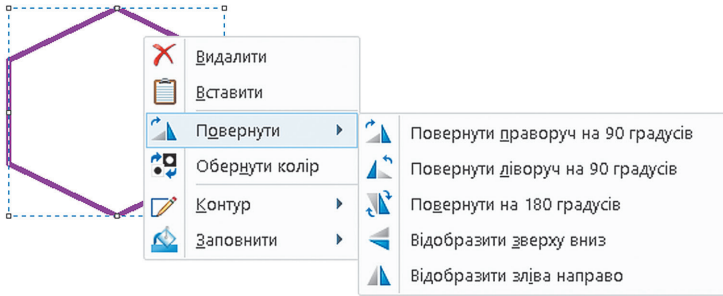 Видалити
Вставити
Повернути
Обернути колір
Контур
Заповнити
Повернути праворуч на 90 градусів
Повернути ліворуч на 90 градусів
Повернути на 180 градусів
Відобразити зверху вниз
Відобразити зліва направо